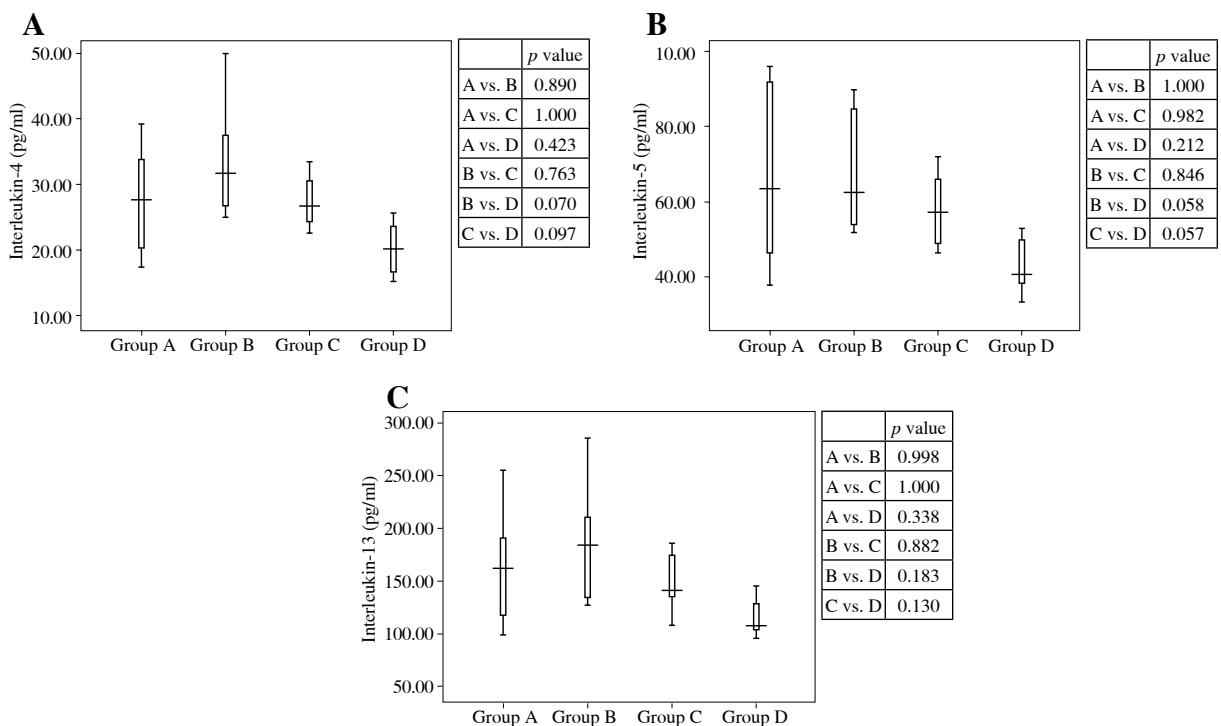 A
Interleukin-4 (pg/ml)
50.00
40.00
30.00
20.00
10.00
Group A Group B Group C Group D
p value
A vs. B 0.890
A vs. C 1.000
A vs. D 0.423
B vs. C 0.763
B vs. D 0.070
C vs. D 0.097
B
Interleukin-5 (pg/ml)
10.00
80.00
60.00
40.00
Group A Group B Group C Group D
p value
A vs. B 1.000
A vs. C 0.982
A vs. D 0.212
B vs. C 0.846
B vs. D 0.058
C vs. D 0.057
C
Interleukin-13 (pg/ml)
300.00
250.00
200.00
150.00
100.00
50.00
Group A Group B Group C Group D
p value
A vs. B 0.998
A vs. C 1.000
A vs. D 0.338
B vs. C 0.882
B vs. D 0.183
C vs. D 0.130